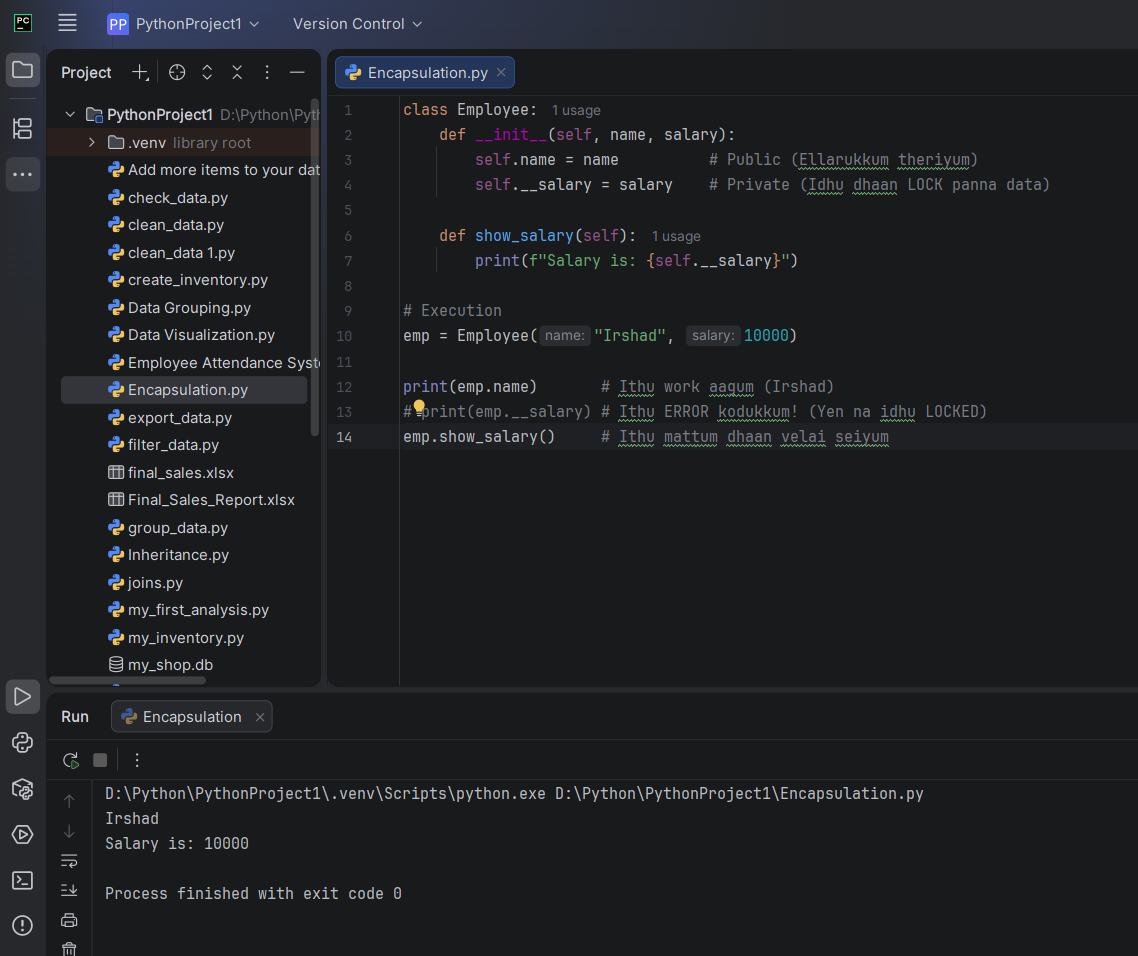 PC
PP PythonProject1 Version Control
Project
PythonProject1 D:\Python\Pyth
.venv library root
Add more items to your dat
check_data.py
clean_data.py
clean_data 1.py
create_inventory.py
Data Grouping.py
Data Visualization.py
Employee Attendance Syste
Encapsulation.py
export_data.py
filter_data.py
final_sales.xlsx
Final_Sales_Report.xlsx
group_data.py
Inheritance.py
joins.py
my_first_analysis.py
my_inventory.py
my_shop.db
Encapsulation.py
1 class Employee: 1 usage
2 def __init__(self, name, salary):
3 self.name = name # Public (Ellarukkum theriyum)
4 self.__salary = salary # Private (Idhu dhaan LOCK panna data)
5
6 def show_salary(self): 1 usage
7 print(f"Salary is: {self.__salary}")
8
9 # Execution
10 emp = Employee( name: "Irshad", salary: 10000)
11
12 print(emp.name) # Ithu work aagum (Irshad)
13 # print(emp.__salary) # Ithu ERROR kodukkum! (Yen na idhu LOCKED)
14 emp.show_salary() # Ithu mattum dhaan velai seiyum
Run Encapsulation
D:\Python\PythonProject1\.venv\Scripts\python.exe D:\Python\PythonProject1\Encapsulation.py
Irshad
Salary is: 10000
Process finished with exit code 0